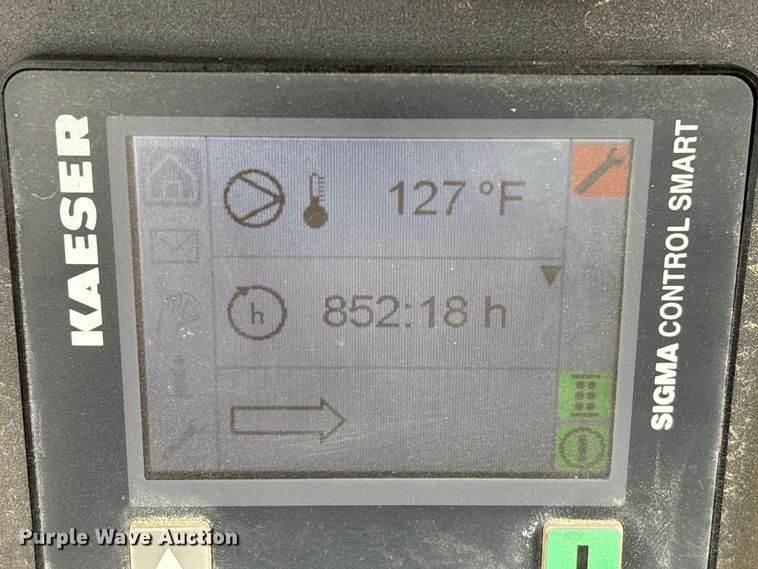 KAESER
127 °F
h
852:18 h
SIGMA CONTROL SMART
Purple Wave Auction